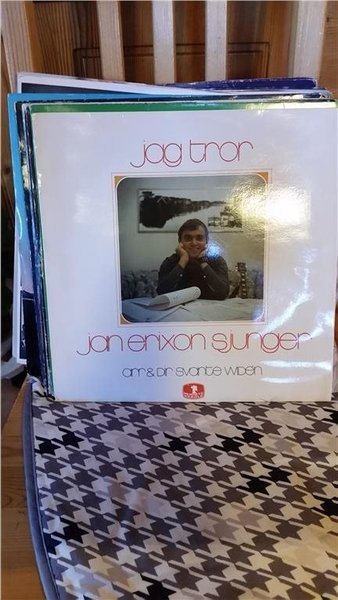 jag tror
jan erixon sjunger
arr & dir svante widén